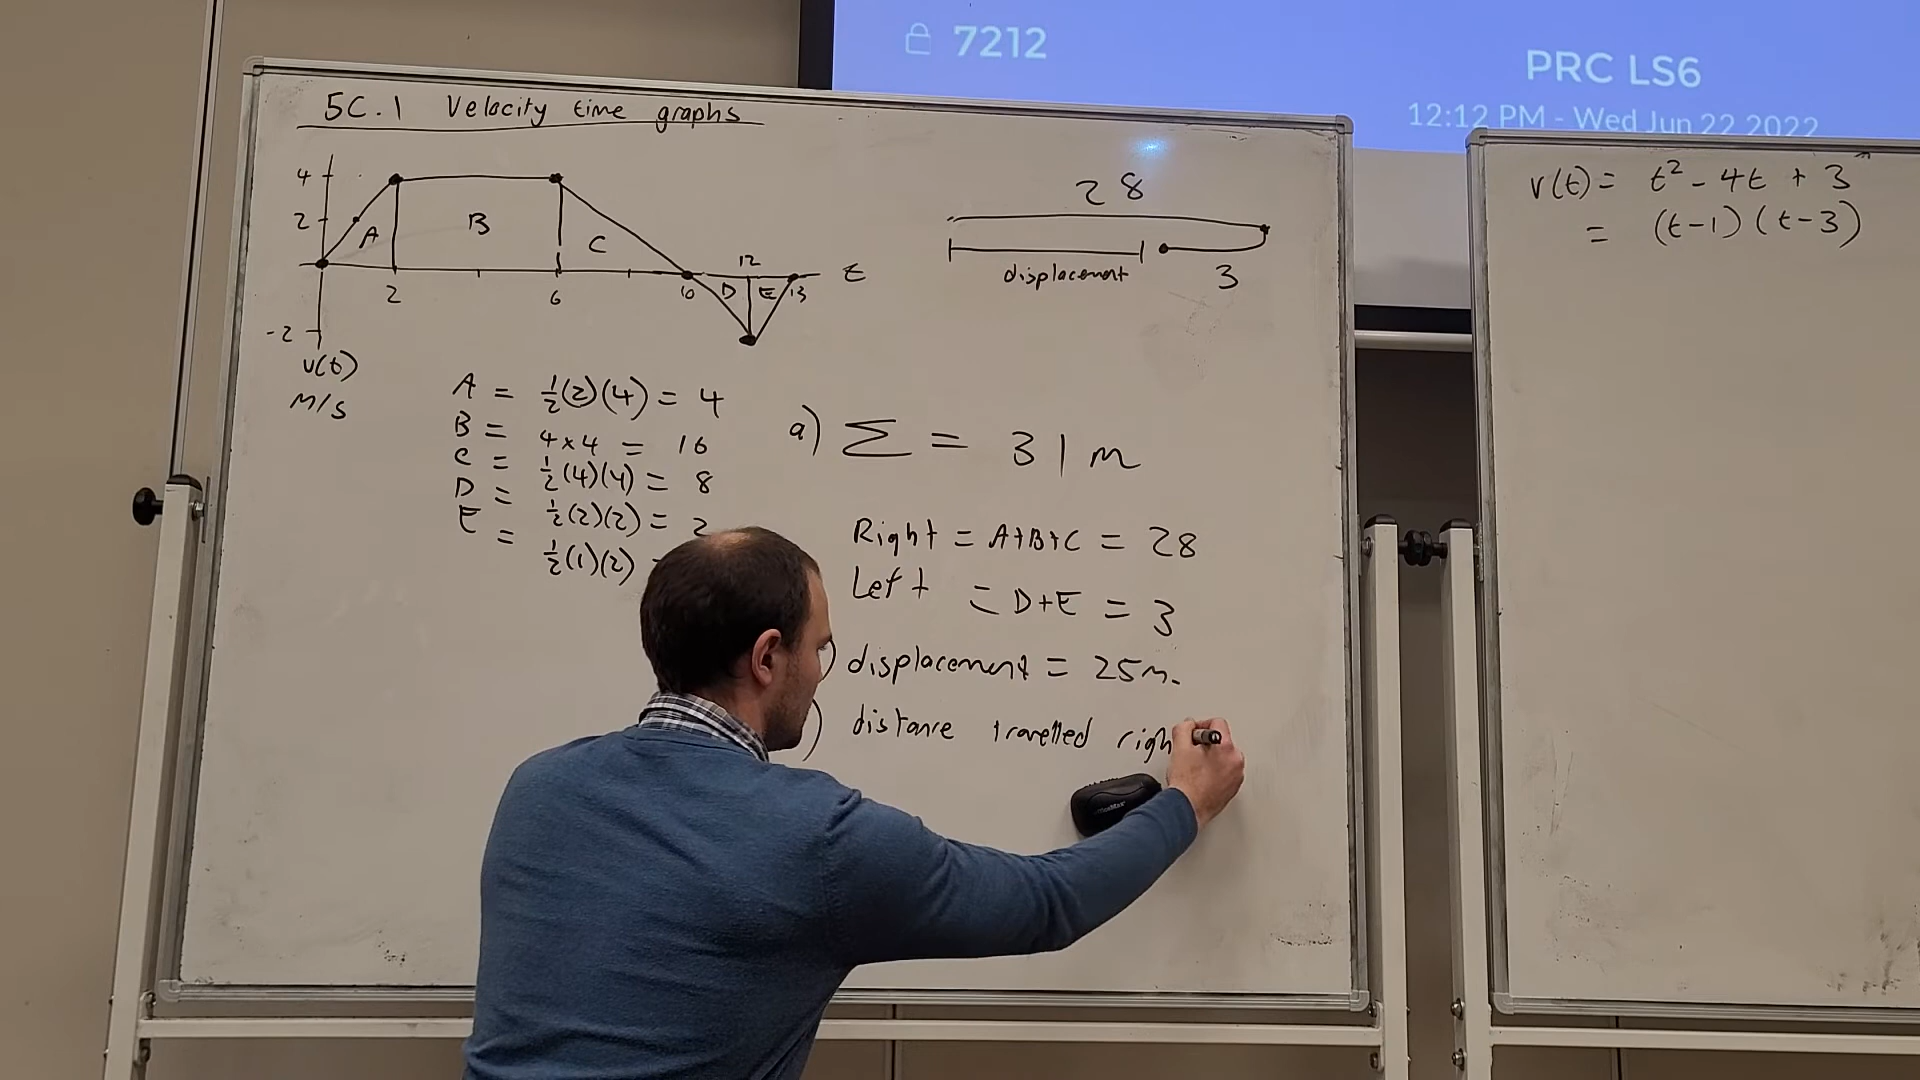 7212
PRC LS6
12:12 PM - Wed Jun 22 2022
5C.1 Velocity time graphs
4
2
-2
A
B
C
D E
2
6
10
12
13
t
v(t)
M/s
28
displacement
3
A = ½(2)(4) = 4
B = 4×4 = 16
C = ½(4)(4) = 8
D = ½(2)(2) = 2
E = ½(1)(2)
a) Σ = 31m
Right = A+B+C = 28
Left = D+E = 3
) displacement = 25m.
) distance travelled righ
v(t) = t² - 4t + 3
= (t-1)(t-3)